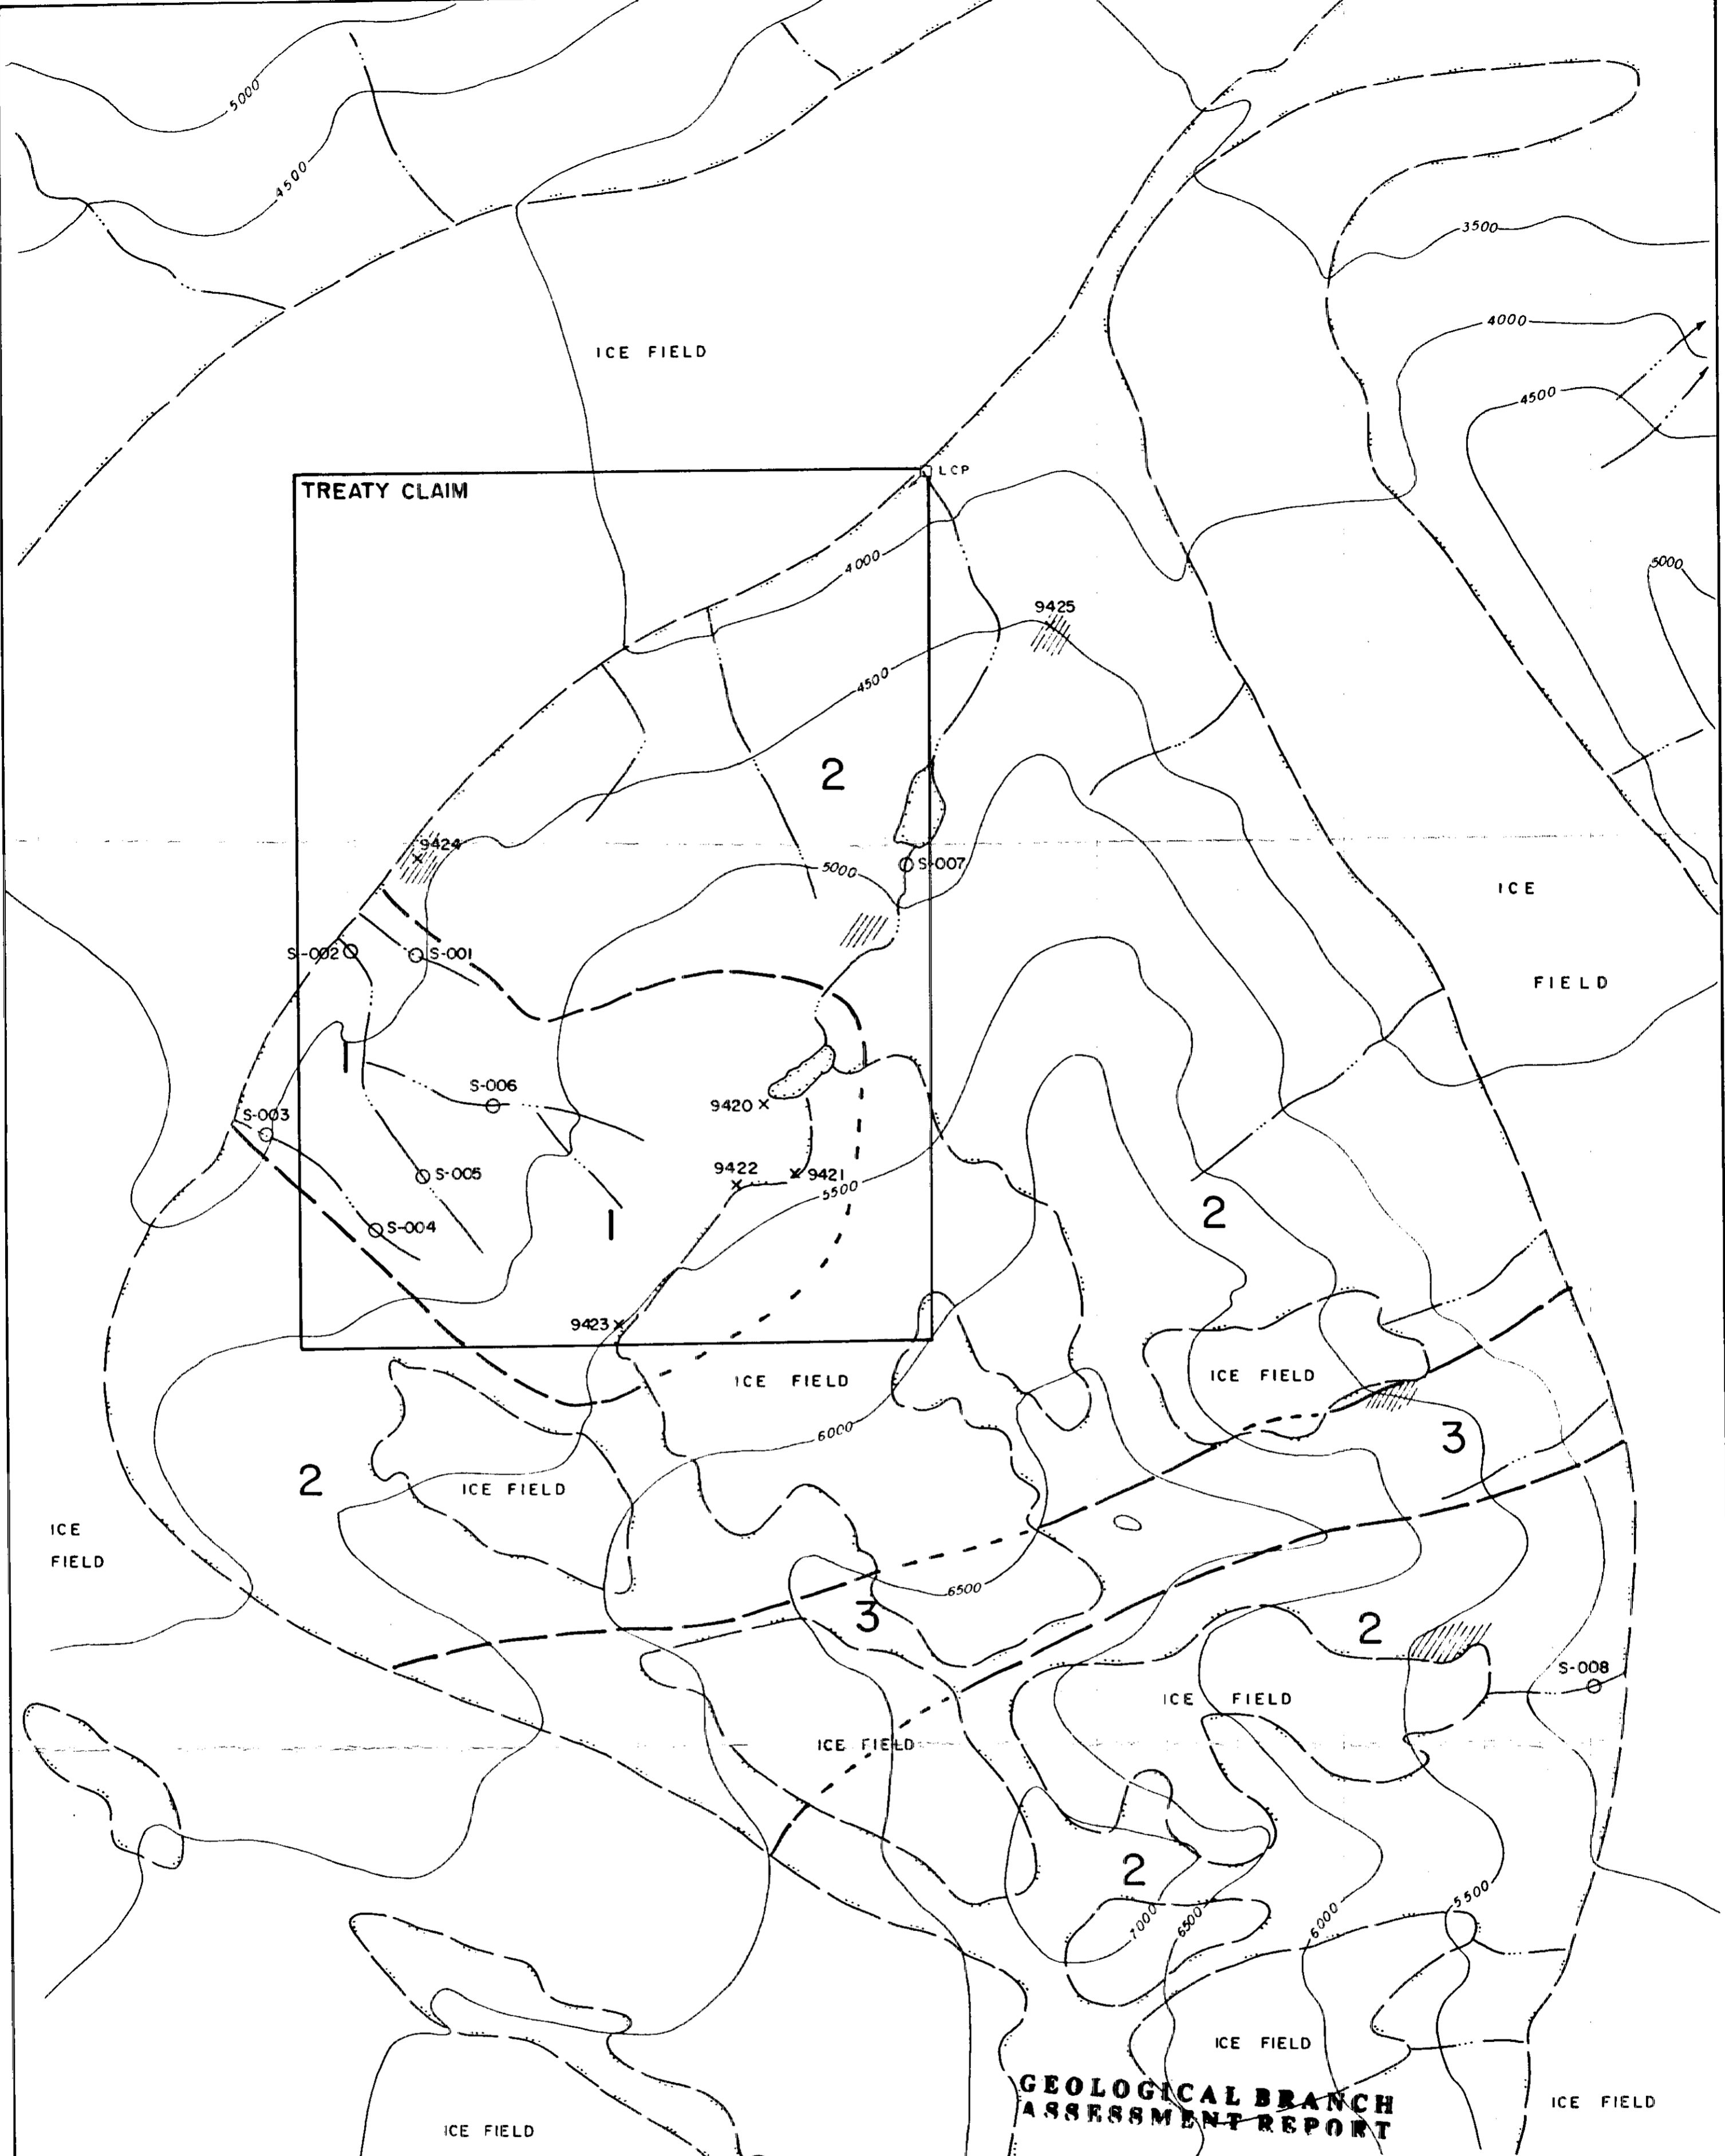 5000
4500
3500
4000
ICE FIELD
4500
LCP
TREATY CLAIM
4000
5000
9425
4500
2
9424
5000
S-007
ICE
FIELD
S-002
S-001
1
S-006
9420
S-003
9422
9421
S-005
5500
2
S-004
1
9423
ICE FIELD
ICE FIELD
6000
3
2
ICE FIELD
ICE
FIELD
6500
3
2
S-008
ICE FIELD
ICE FIELD
2
7000
6500
6000
5500
ICE FIELD
GEOLOGICAL BRANCH
ASSESSMENT REPORT
ICE FIELD
ICE FIELD